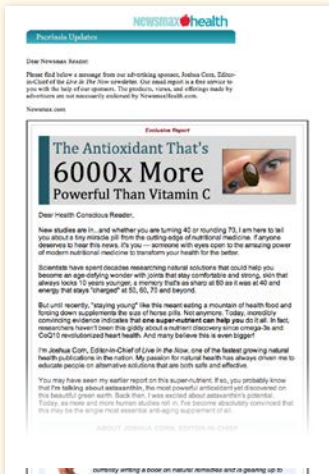 Newsmax health
Psoriasis Updates
Dear Newsmax Reader:
Please find below a message from our advertising sponsor, Joshua Corn, Editor-
in-Chief of the Live In The Now newsletter. Our email report is a free service to
you with the help of our sponsors. The products, views, and offerings made by
advertisers are not necessarily endorsed by NewsmaxHealth.com.
Newsmax.com
Exclusive Report
The Antioxidant That's
6000x More
Powerful Than Vitamin C
Dear Health Conscious Reader,
New studies are in...and whether you are turning 40 or rounding 73, I am here to tell
you about a tiny miracle pill from the cutting-edge of nutritional medicine. If anyone
deserves to hear this news, it's you — someone with eyes open to the amazing power
of modern nutritional medicine to transform your health for the better.
Scientists have spent decades researching natural solutions that could help you
become an age-defying wonder with joints that stay comfortable and strong, skin that
always looks 10 years younger, a memory that's as sharp at 80 as it was at 40 and
energy that stays "charged" at 50, 60, 70 and beyond.
But until recently, "staying young" like this meant eating a mountain of health food and
forcing down supplements the size of horse pills. Not anymore. Today, incredibly
convincing evidence indicates that one super-nutrient can help you do it all. In fact,
researchers haven't been this giddy about a nutrient discovery since omega-3s and
CoQ10 revolutionized heart health. And many believe this is even bigger!
I'm Joshua Corn, Editor-in-Chief of Live in the Now, one of the fastest growing natural
health publications in the nation. My passion for natural health has always driven me to
educate people on alternative solutions that are both safe and effective.
You may have seen my earlier report on this super-nutrient. If so, you probably know
that I'm talking about astaxanthin, the most powerful antioxidant yet discovered on
this beautiful green earth. Back then, I was excited about astaxanthin's potential.
Today, as more and more human studies roll in, I've become absolutely convinced that
this may be the single most essential anti-aging supplement of all.
ABOUT JOSHUA CORN, EDITOR-IN-CHIEF
currently writing a book on natural remedies and is gearing up to